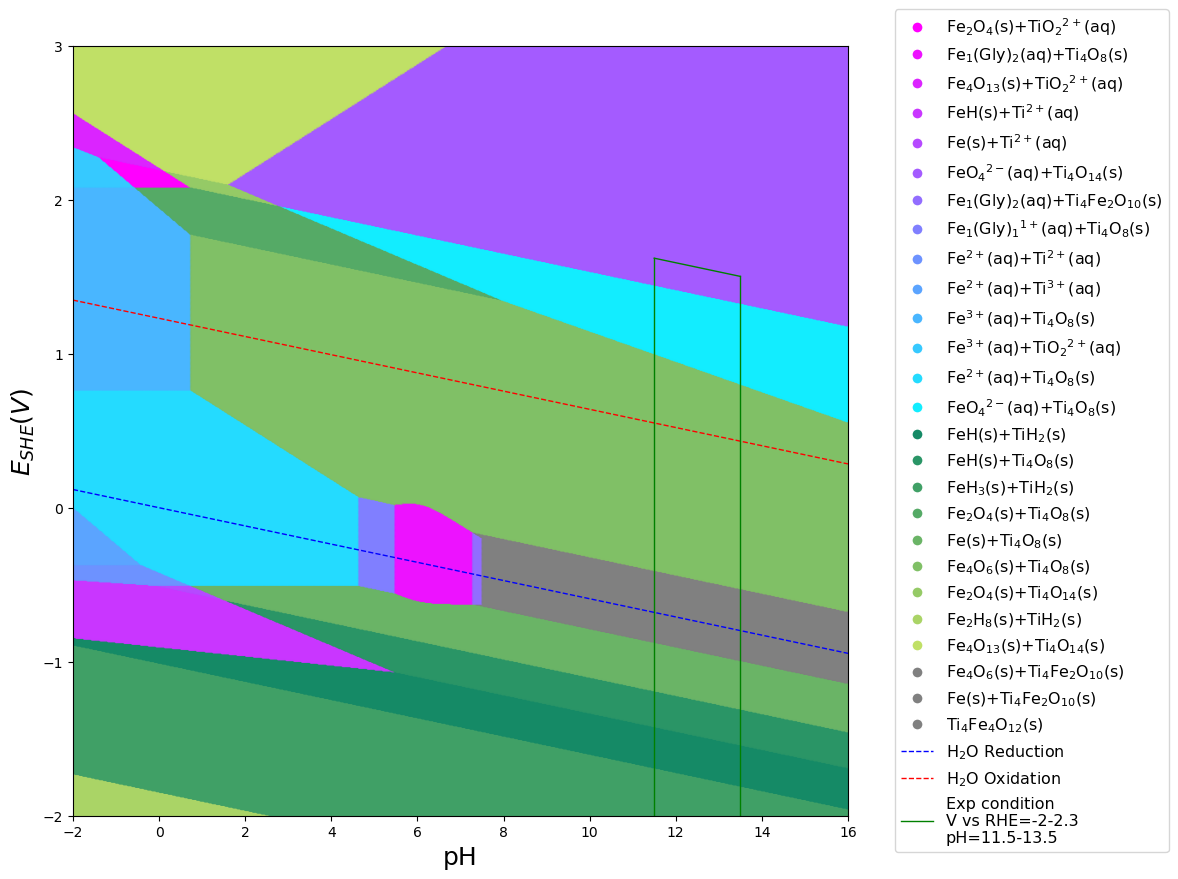 3
2
1
0
−1
−2
−2
0
2
4
6
8
10
12
14
16
E_{SHE}(V)
pH
Fe₂O₄(s)+TiO₂²⁺(aq)
Fe₁(Gly)₂(aq)+Ti₄O₈(s)
Fe₄O₁₃(s)+TiO₂²⁺(aq)
FeH(s)+Ti²⁺(aq)
Fe(s)+Ti²⁺(aq)
FeO₄²⁻(aq)+Ti₄O₁₄(s)
Fe₁(Gly)₂(aq)+Ti₄Fe₂O₁₀(s)
Fe₁(Gly)₁¹⁺(aq)+Ti₄O₈(s)
Fe²⁺(aq)+Ti²⁺(aq)
Fe²⁺(aq)+Ti³⁺(aq)
Fe³⁺(aq)+Ti₄O₈(s)
Fe³⁺(aq)+TiO₂²⁺(aq)
Fe²⁺(aq)+Ti₄O₈(s)
FeO₄²⁻(aq)+Ti₄O₈(s)
FeH(s)+TiH₂(s)
FeH(s)+Ti₄O₈(s)
FeH₃(s)+TiH₂(s)
Fe₂O₄(s)+Ti₄O₈(s)
Fe(s)+Ti₄O₈(s)
Fe₄O₆(s)+Ti₄O₈(s)
Fe₂O₄(s)+Ti₄O₁₄(s)
Fe₂H₈(s)+TiH₂(s)
Fe₄O₁₃(s)+Ti₄O₁₄(s)
Fe₄O₆(s)+Ti₄Fe₂O₁₀(s)
Fe(s)+Ti₄Fe₂O₁₀(s)
Ti₄Fe₄O₁₂(s)
H₂O Reduction
H₂O Oxidation
Exp condition
V vs RHE=-2-2.3
pH=11.5-13.5